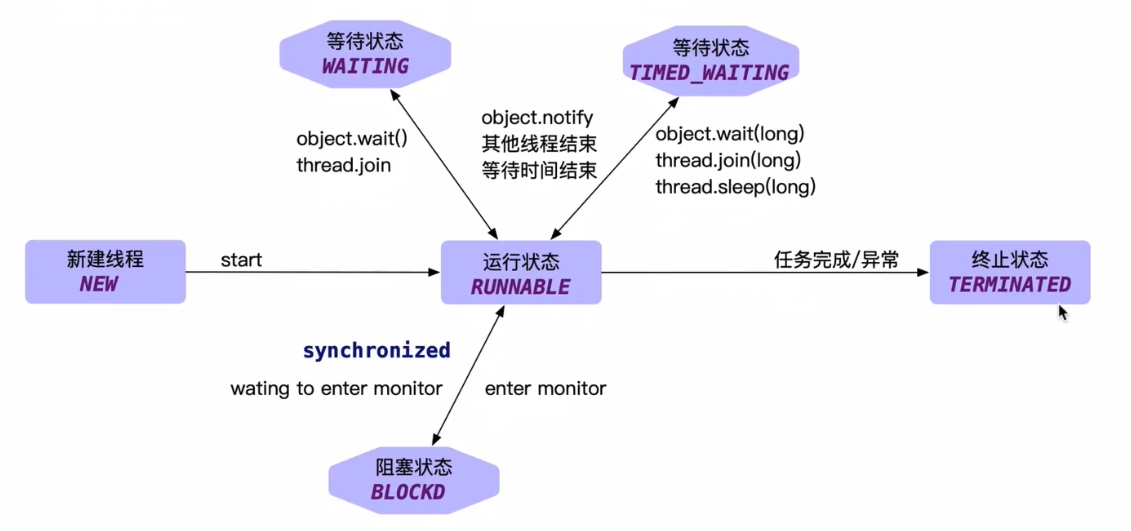 等待状态
WAITING
等待状态
TIMED_WAITING
object.wait()
thread.join
object.notify
其他线程结束
等待时间结束
object.wait(long)
thread.join(long)
thread.sleep(long)
新建线程
NEW
start
运行状态
RUNNABLE
任务完成/异常
终止状态
TERMINATED
synchronized
wating to enter monitor
enter monitor
阻塞状态
BLOCKD